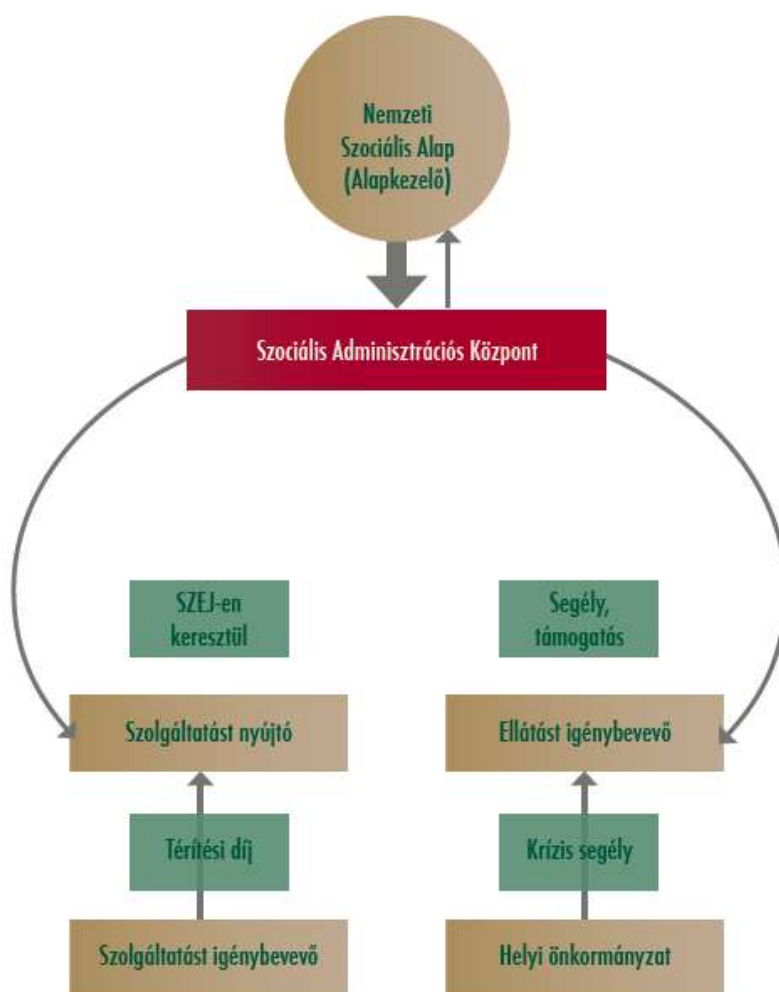 Nemzeti
Szociális Alap
(Alapkezelő)
Szociális Adminisztrációs Központ
SZEJ-en
keresztül
Segély,
támogatás
Szolgáltatást nyújtó
Ellátást igénybevevő
Térítési díj
Krízis segély
Szolgáltatást igénybevevő
Helyi önkormányzat